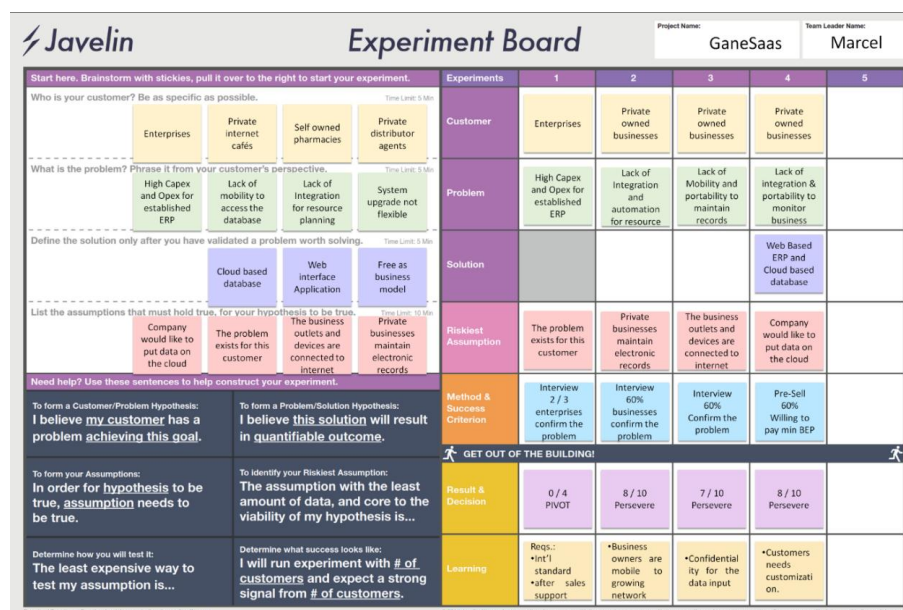 Javelin
Experiment Board
Project Name:
GaneSaas
Team Leader Name:
Marcel
Start here. Brainstorm with stickies, pull it over to the right to start your experiment.
Who is your customer? Be as specific as possible.
Time Limit: 5 Min
Enterprises
Private
internet
cafés
Self owned
pharmacies
Private
distributor
agents
What is the problem? Phrase it from your customer's perspective.
Time Limit: 5 Min
High Capex
and Opex for
established
ERP
Lack of
mobility to
access the
database
Lack of
Integration
for resource
planning
System
upgrade not
flexible
Define the solution only after you have validated a problem worth solving.
Time Limit: 5 Min
Cloud based
database
Web
interface
Application
Free as
business
model
List the assumptions that must hold true, for your hypothesis to be true.
Time Limit: 10 Min
Company
would like to
put data on
the cloud
The problem
exists for this
customer
The business
outlets and
devices are
connected to
internet
Private
businesses
maintain
electronic
records
Need help? Use these sentences to help construct your experiment.
To form a Customer/Problem Hypothesis:
I believe my customer has a
problem achieving this goal.
To form a Problem/Solution Hypothesis:
I believe this solution will result
in quantifiable outcome.
To form your Assumptions:
In order for hypothesis to be
true, assumption needs to
be true.
To identify your Riskiest Assumption:
The assumption with the least
amount of data, and core to the
viability of my hypothesis is...
Determine how you will test it:
The least expensive way to
test my assumption is...
Determine what success looks like:
I will run experiment with # of
customers and expect a strong
signal from # of customers.
Experiments
1
2
3
4
5
Customer
Enterprises
Private
owned
businesses
Private
owned
businesses
Private
owned
businesses
Problem
High Capex
and Opex for
established
ERP
Lack of
Integration
and
automation
for resource
Lack of
Mobility and
portability to
maintain
records
Lack of
integration &
portability to
monitor
business
Solution
Web Based
ERP and
Cloud based
database
Riskiest
Assumption
The problem
exists for this
customer
Private
businesses
maintain
electronic
records
The business
outlets and
devices are
connected to
internet
Company
would like to
put data on
the cloud
Method &
Success
Criterion
Interview
2 / 3
enterprises
confirm the
problem
Interview
60%
businesses
confirm the
problem
Interview
60%
Confirm the
problem
Pre-Sell
60%
Willing to
pay min BEP
GET OUT OF THE BUILDING!
Result &
Decision
0 / 4
PIVOT
8 / 10
Persevere
7 / 10
Persevere
8 / 10
Persevere
Learning
Reqs.:
•Int'l
standard
•after sales
support
•Business
owners are
mobile to
growing
network
•Confidential
ity for the
data input
•Customers
needs
customizati
on.